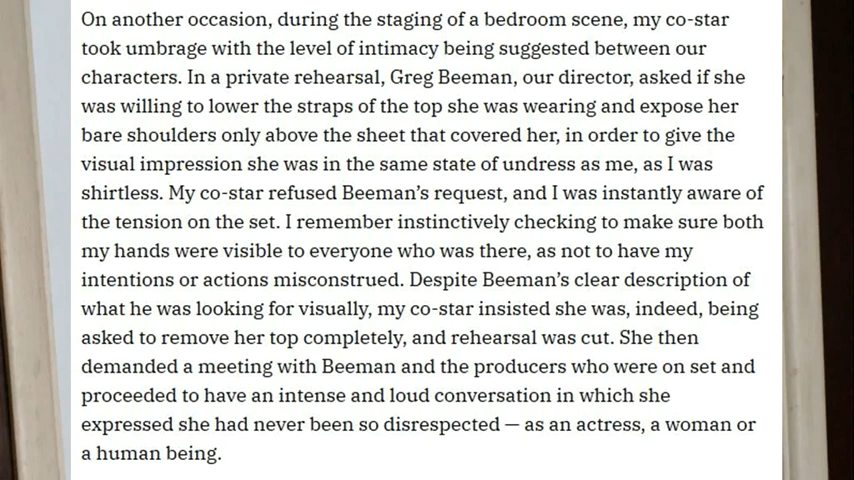 On another occasion, during the staging of a bedroom scene, my co-star
took umbrage with the level of intimacy being suggested between our
characters. In a private rehearsal, Greg Beeman, our director, asked if she
was willing to lower the straps of the top she was wearing and expose her
bare shoulders only above the sheet that covered her, in order to give the
visual impression she was in the same state of undress as me, as I was
shirtless. My co-star refused Beeman’s request, and I was instantly aware of
the tension on the set. I remember instinctively checking to make sure both
my hands were visible to everyone who was there, as not to have my
intentions or actions misconstrued. Despite Beeman’s clear description of
what he was looking for visually, my co-star insisted she was, indeed, being
asked to remove her top completely, and rehearsal was cut. She then
demanded a meeting with Beeman and the producers who were on set and
proceeded to have an intense and loud conversation in which she
expressed she had never been so disrespected — as an actress, a woman or
a human being.